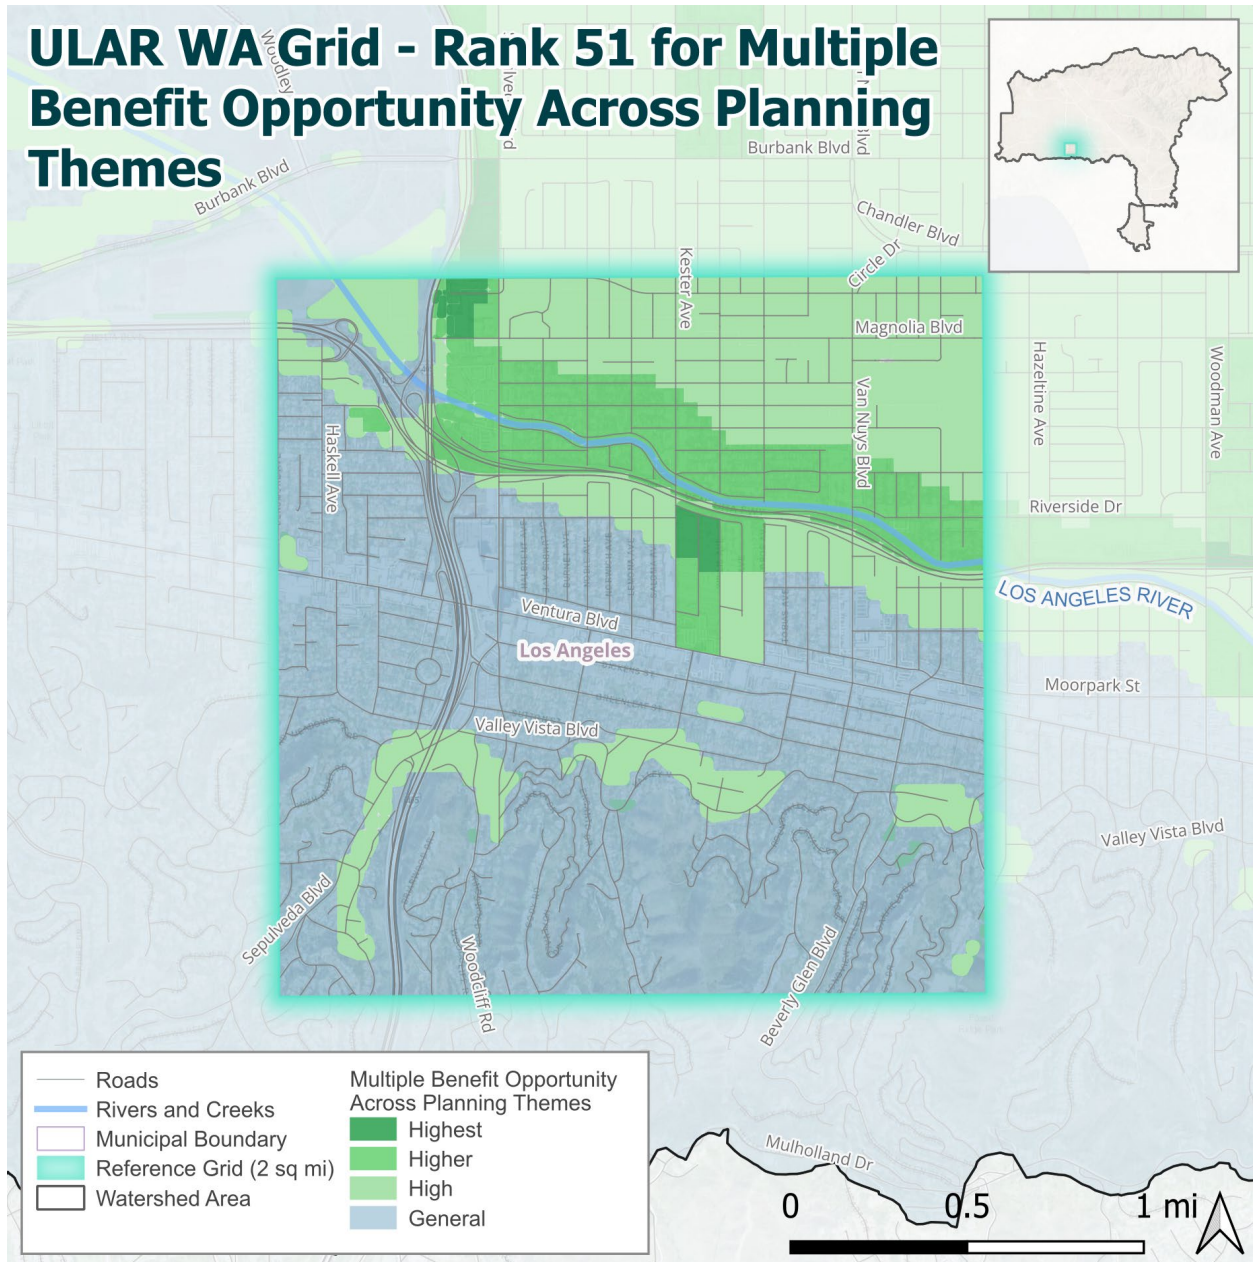 ULAR WA Grid - Rank 51 for Multiple
Benefit Opportunity Across Planning
Themes
Woodley
Burbank Blvd
Burbank Blvd
Chandler Blvd
Circle Dr
Kester Ave
Magnolia Blvd
Hazeltine Ave
Woodman Ave
Van Nuys Blvd
Haskell Ave
Riverside Dr
LOS ANGELES RIVER
Ventura Blvd
Los Angeles
Moorpark St
Valley Vista Blvd
Valley Vista Blvd
Sepulveda Blvd
Woodcliff Rd
Beverly Glen Blvd
Mulholland Dr
Roads
Rivers and Creeks
Municipal Boundary
Reference Grid (2 sq mi)
Watershed Area
Multiple Benefit Opportunity
Across Planning Themes
Highest
Higher
High
General
0 0.5 1 mi